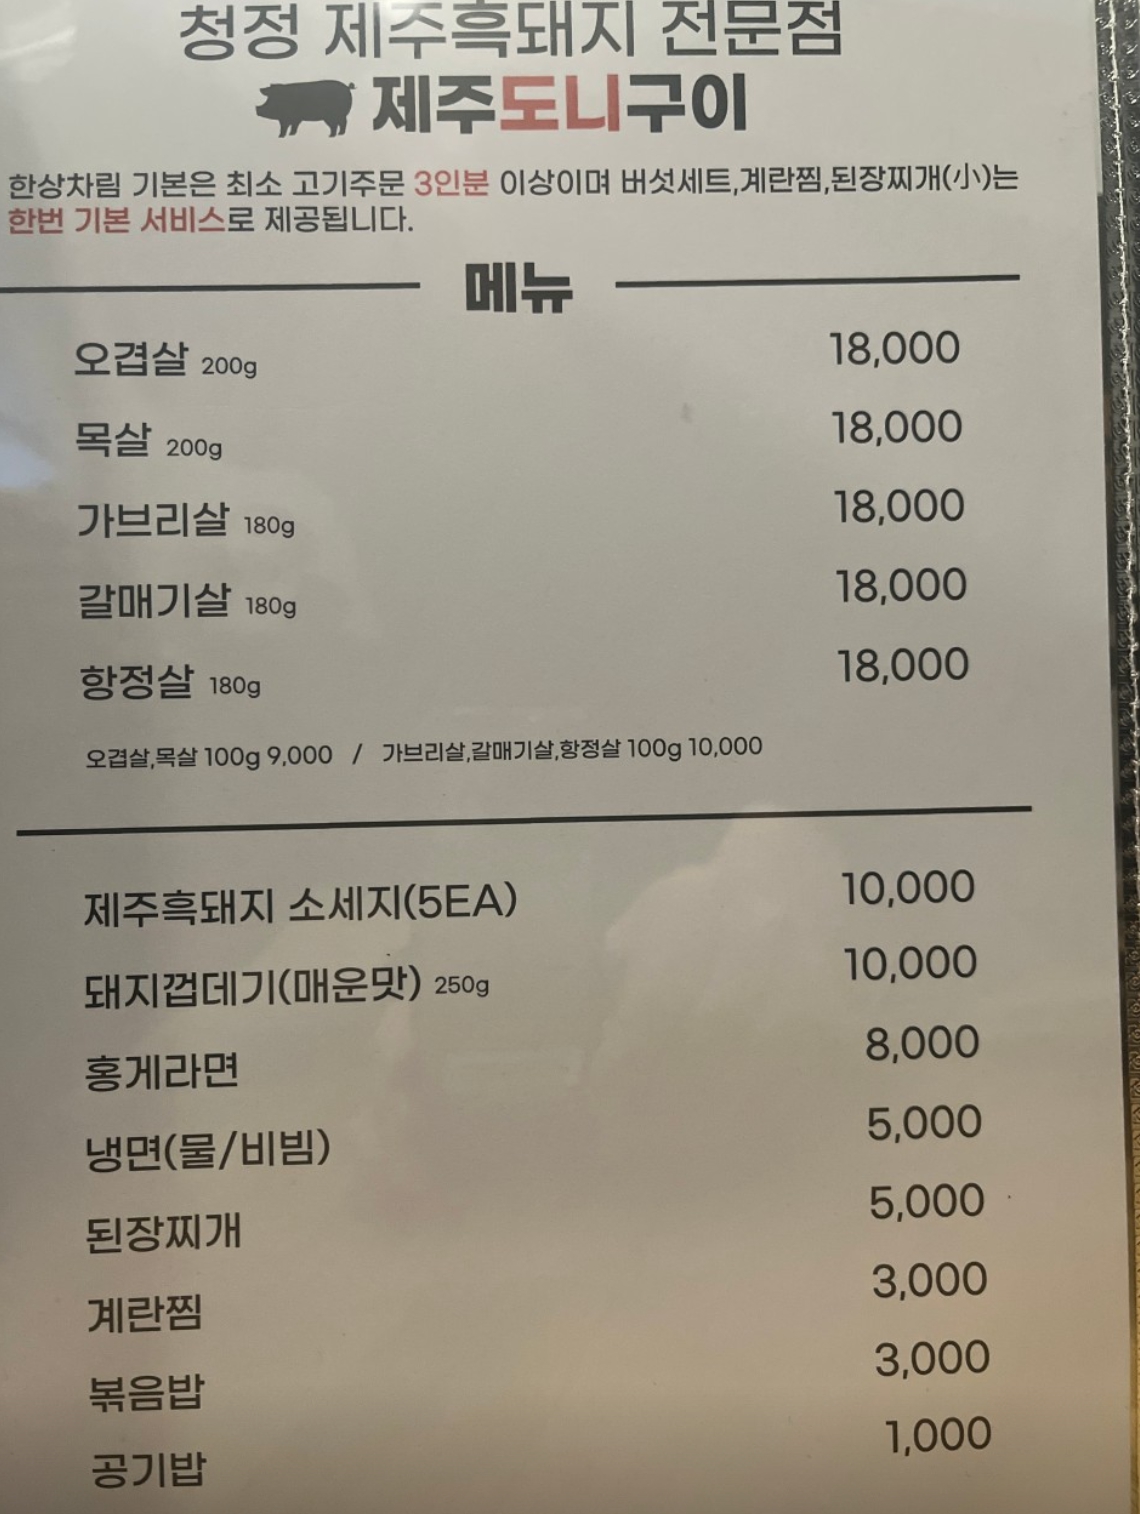 청정 제주흑돼지 전문점
제주도니구이
한상차림 기본은 최소 고기주문 3인분 이상이며 버섯세트,계란찜,된장찌개(小)는
한번 기본 서비스로 제공됩니다.
메뉴
오겹살 200g 18,000
목살 200g 18,000
가브리살 180g 18,000
갈매기살 180g 18,000
항정살 180g 18,000
오겹살,목살 100g 9,000 / 가브리살,갈매기살,항정살 100g 10,000
제주흑돼지 소세지(5EA) 10,000
돼지껍데기(매운맛) 250g 10,000
홍게라면 8,000
냉면(물/비빔) 5,000
된장찌개 5,000
계란찜 3,000
볶음밥 3,000
공기밥 1,000